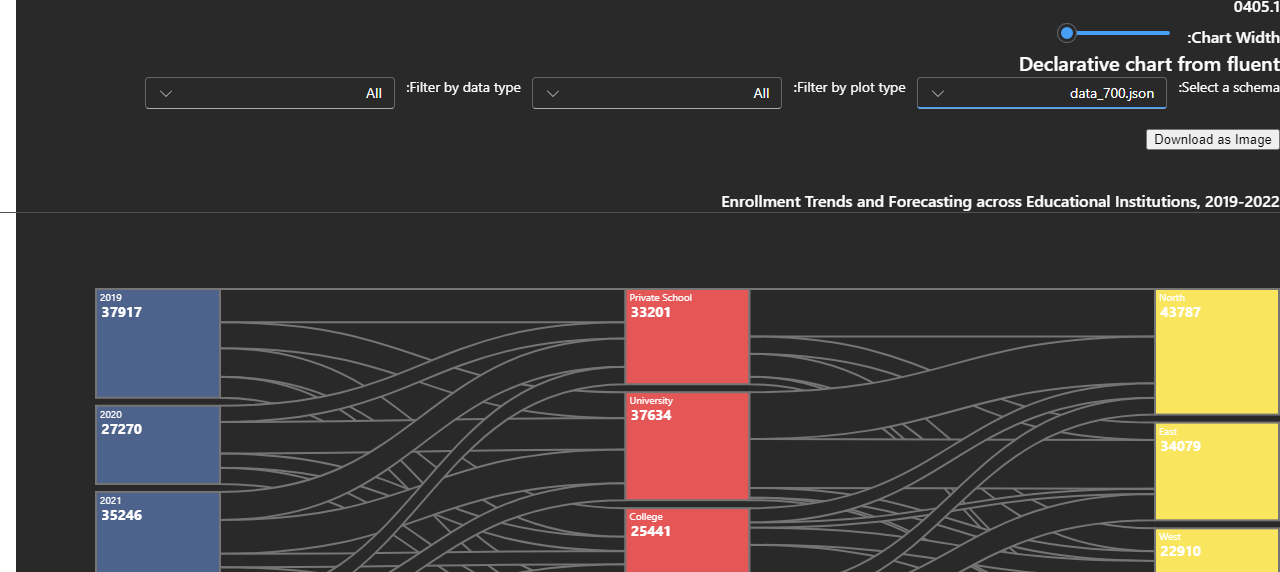 0405.1
:Chart Width
Declarative chart from fluent
:Select a schema
data_700.json
:Filter by plot type
All
:Filter by data type
All
Download as Image
Enrollment Trends and Forecasting across Educational Institutions, 2019-2022
2019
37917
2020
27270
2021
35246
Private School
33201
University
37634
College
25441
North
43787
East
34079
West
22910